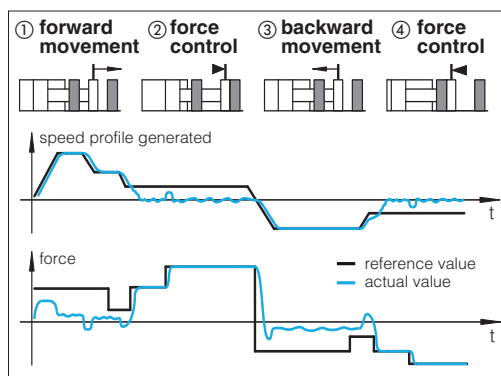 ① forward movement
② force control
③ backward movement
④ force control
speed profile generated
t
force
reference value
actual value
t